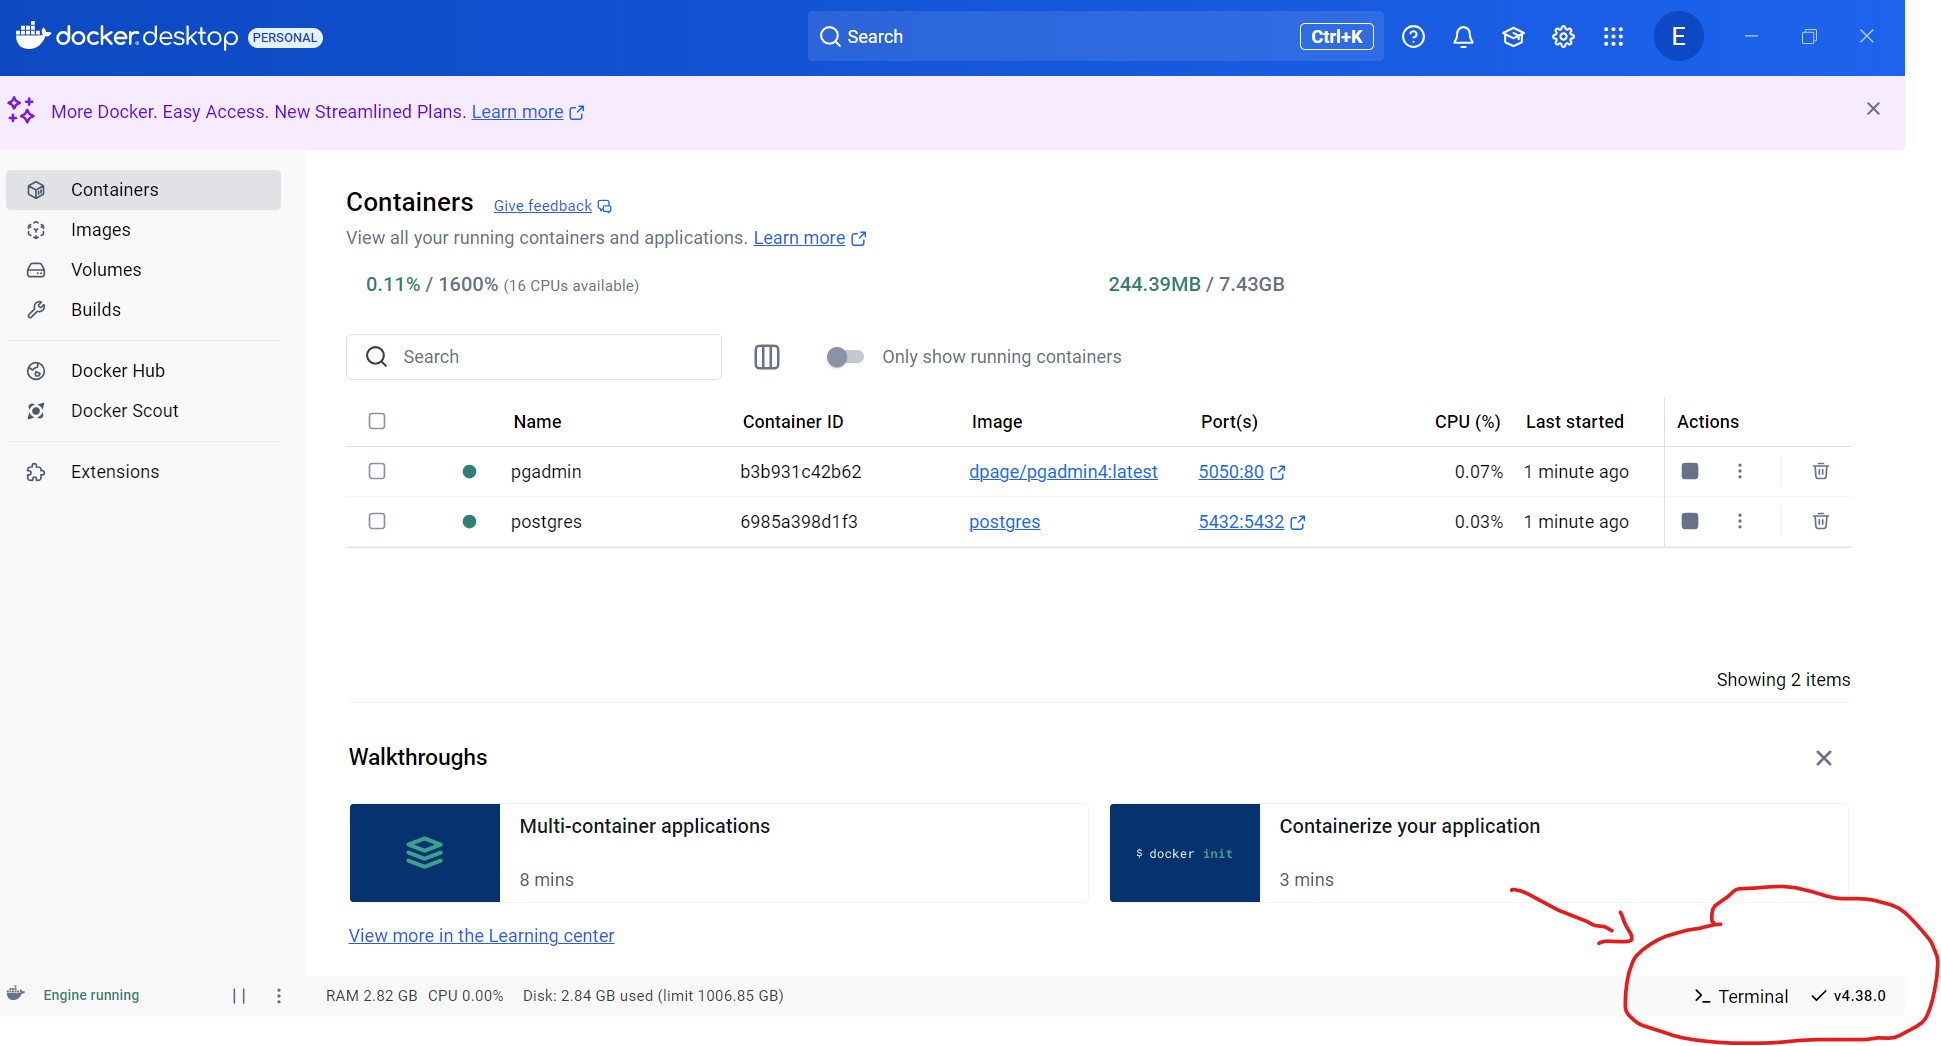 docker.desktop PERSONAL Search Ctrl+K E
More Docker. Easy Access. New Streamlined Plans. Learn more
Containers
Images
Volumes
Builds
Docker Hub
Docker Scout
Extensions
Containers Give feedback
View all your running containers and applications. Learn more
0.11% / 1600% (16 CPUs available) 244.39MB / 7.43GB
Search Only show running containers
Name Container ID Image Port(s) CPU (%) Last started Actions
pgadmin b3b931c42b62 dpage/pgadmin4:latest 5050:80 0.07% 1 minute ago
postgres 6985a398d1f3 postgres 5432:5432 0.03% 1 minute ago
Showing 2 items
Walkthroughs
Multi-container applications
8 mins
$ docker init
Containerize your application
3 mins
View more in the Learning center
Engine running RAM 2.82 GB CPU 0.00% Disk: 2.84 GB used (limit 1006.85 GB) >_ Terminal v4.38.0